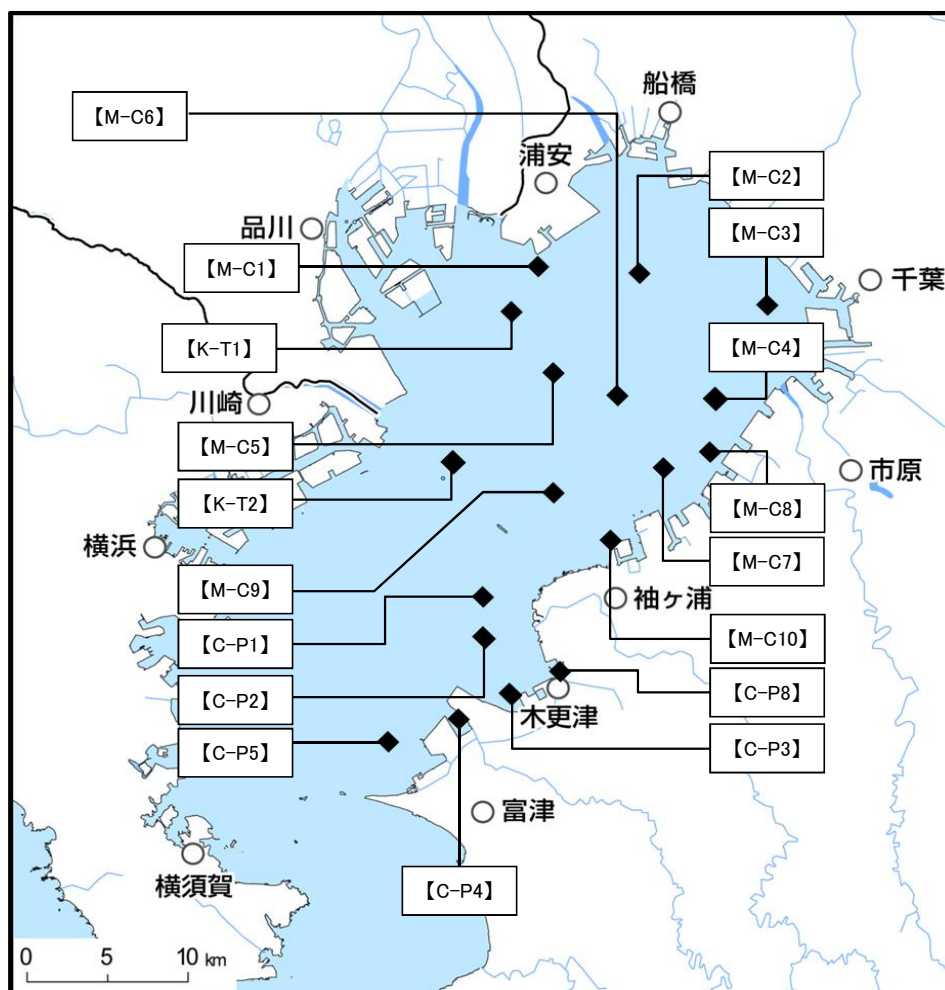 船橋
【M-C6】
浦安
【M-C2】
品川
【M-C3】
【M-C1】
千葉
【K-T1】
【M-C4】
川崎
【M-C5】
市原
【K-T2】
【M-C8】
横浜
【M-C7】
【M-C9】
袖ヶ浦
【C-P1】
【M-C10】
【C-P2】
【C-P8】
木更津
【C-P5】
【C-P3】
富津
横須賀
【C-P4】
0 5 10 km